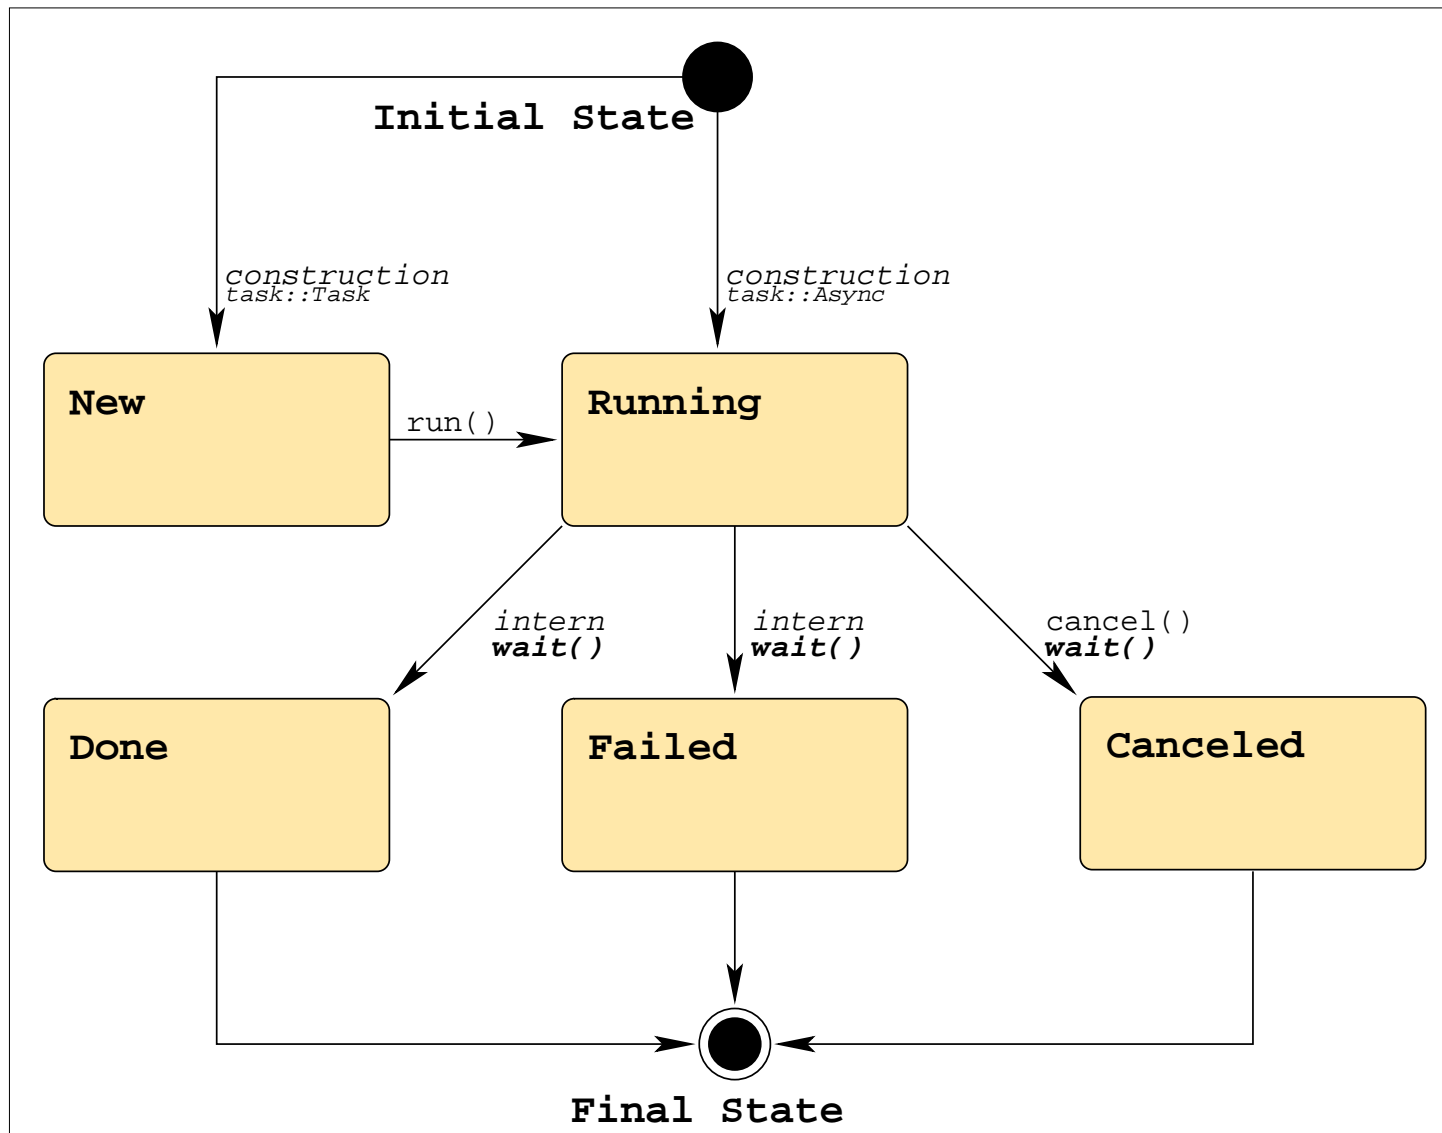 Initial State
construction
task::Task
construction
task::Async
New
run()
Running
intern
wait()
intern
wait()
cancel()
wait()
Done
Failed
Canceled
Final State